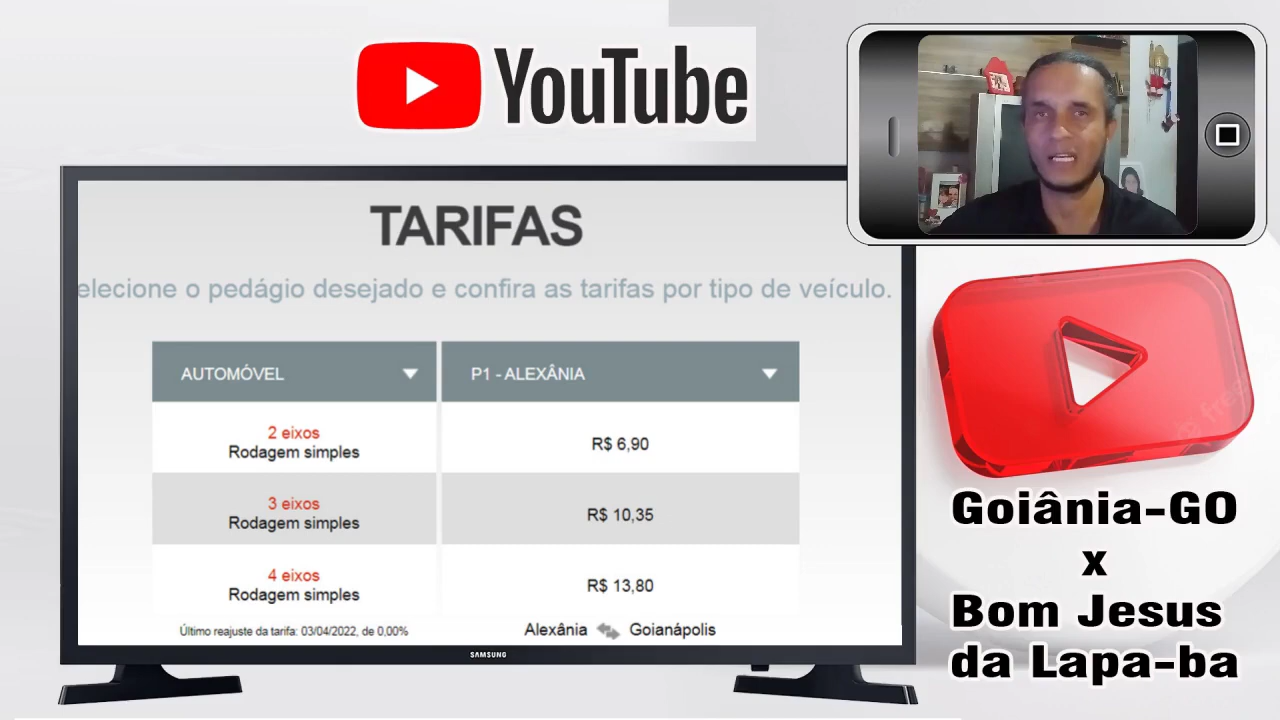 YouTube
TARIFAS
elecione o pedágio desejado e confira as tarifas por tipo de veículo.
AUTOMÓVEL
P1 - ALEXÂNIA
2 eixos
Rodagem simples
R$ 6,90
3 eixos
Rodagem simples
R$ 10,35
4 eixos
Rodagem simples
R$ 13,80
Último reajuste da tarifa: 03/04/2022, de 0,00%
Alexânia Goianápolis
SAMSUNG
Goiânia-GO
x
Bom Jesus
da Lapa-ba